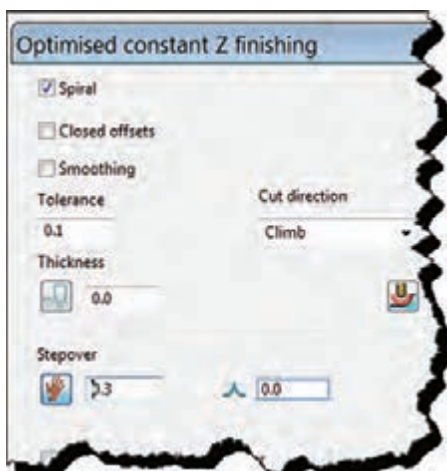 Optimised constant Z finishing
Spiral
Closed offsets
Smoothing
Tolerance
Cut direction
0.1
Climb
Thickness
0.0
Stepover
0.0